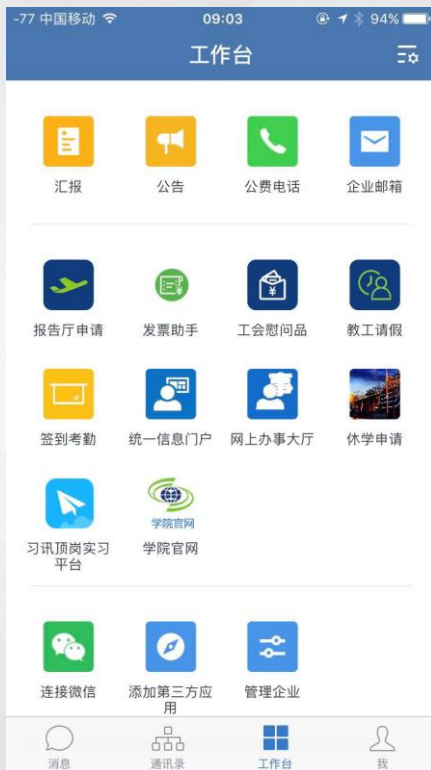 -77 中国移动 09:03 94%
工作台
汇报 公告 公费电话 企业邮箱
报告厅申请 发票助手 工会慰问品 教工请假
签到考勤 统一信息门户 网上办事大厅 休学申请
学院官网
习讯顶岗实习 学院官网
平台
连接微信 添加第三方应 管理企业
用
消息 通讯录 工作台 我